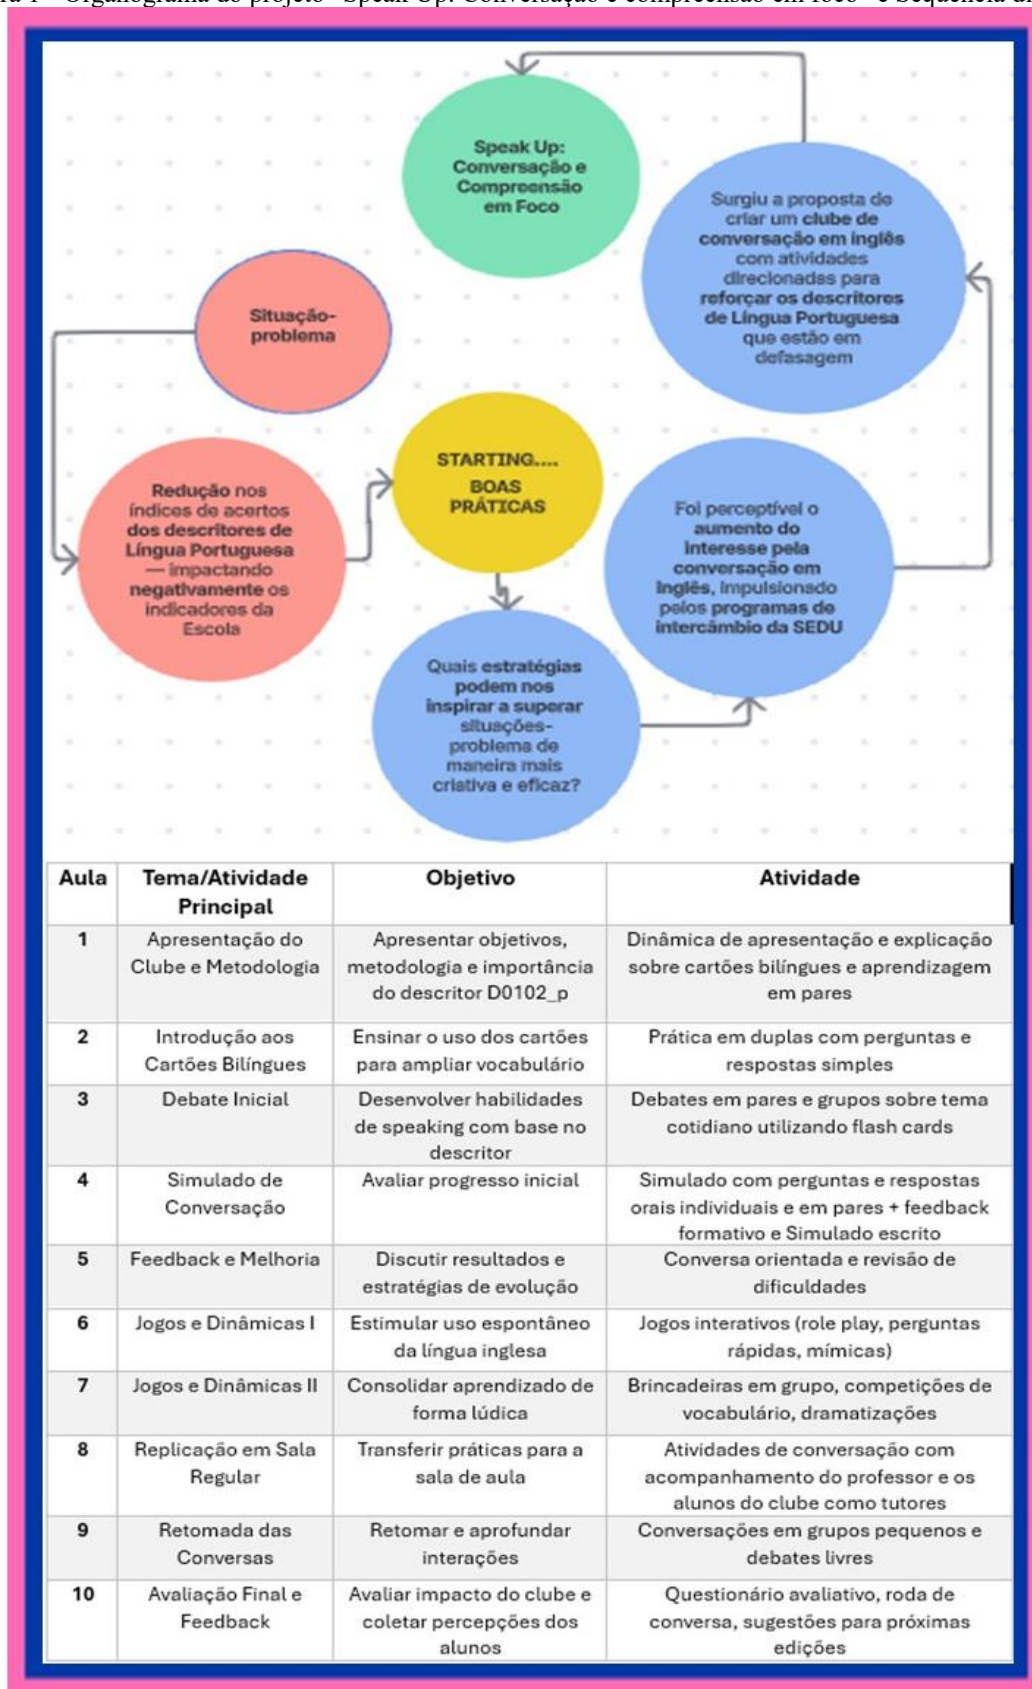 Organograma do projeto "Speak Up: Conversação e compreensão em foco" e Sequência
Situação-
problema
Redução nos
índices de acertos
dos descritores de
Língua Portuguesa
— impactando
negativamente os
indicadores da
Escola
STARTING....
BOAS
PRÁTICAS
Quais estratégias
podem nos
inspirar a superar
situações-
problema de
maneira mais
criativa e eficaz?
Foi perceptível o
aumento do
interesse pela
conversação em
inglês, impulsionado
pelos programas de
intercâmbio da SEDU
Surgiu a proposta de
criar um clube de
conversação em inglês
com atividades
direcionadas para
reforçar os descritores
de Língua Portuguesa
que estão em
defasagem
Speak Up:
Conversação e
Compreensão
em Foco
Aula Tema/Atividade Objetivo Atividade
Principal
1 Apresentação do Apresentar objetivos, Dinâmica de apresentação e explicação
Clube e Metodologia metodologia e importância sobre cartões bilíngues e aprendizagem
do descritor D0102_p em pares
2 Introdução aos Ensinar o uso dos cartões Prática em duplas com perguntas e
Cartões Bilíngues para ampliar vocabulário respostas simples
3 Debate Inicial Desenvolver habilidades Debates em pares e grupos sobre tema
de speaking com base no cotidiano utilizando flash cards
descritor
4 Simulado de Avaliar progresso inicial Simulado com perguntas e respostas
Conversação orais individuais e em pares + feedback
formativo e Simulado escrito
5 Feedback e Melhoria Discutir resultados e Conversa orientada e revisão de
estratégias de evolução dificuldades
6 Jogos e Dinâmicas I Estimular uso espontâneo Jogos interativos (role play, perguntas
da língua inglesa rápidas, mímicas)
7 Jogos e Dinâmicas II Consolidar aprendizado de Brincadeiras em grupo, competições de
forma lúdica vocabulário, dramatizações
8 Replicação em Sala Transferir práticas para a Atividades de conversação com
Regular sala de aula acompanhamento do professor e os
alunos do clube como tutores
9 Retomada das Retomar e aprofundar Conversações em grupos pequenos e
Conversas interações debates livres
10 Avaliação Final e Avaliar impacto do clube e Questionário avaliativo, roda de
Feedback coletar percepções dos conversa, sugestões para próximas
alunos edições